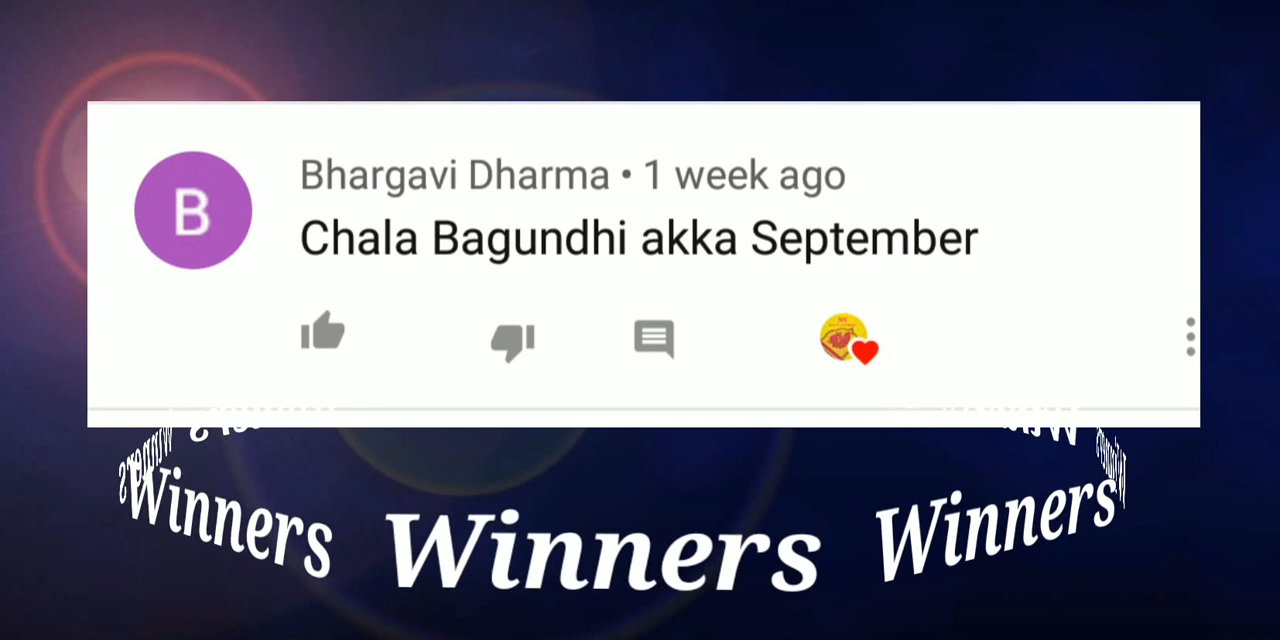 B
Bhargavi Dharma • 1 week ago
Chala Bagundhi akka September
Winners
Winners
Winners